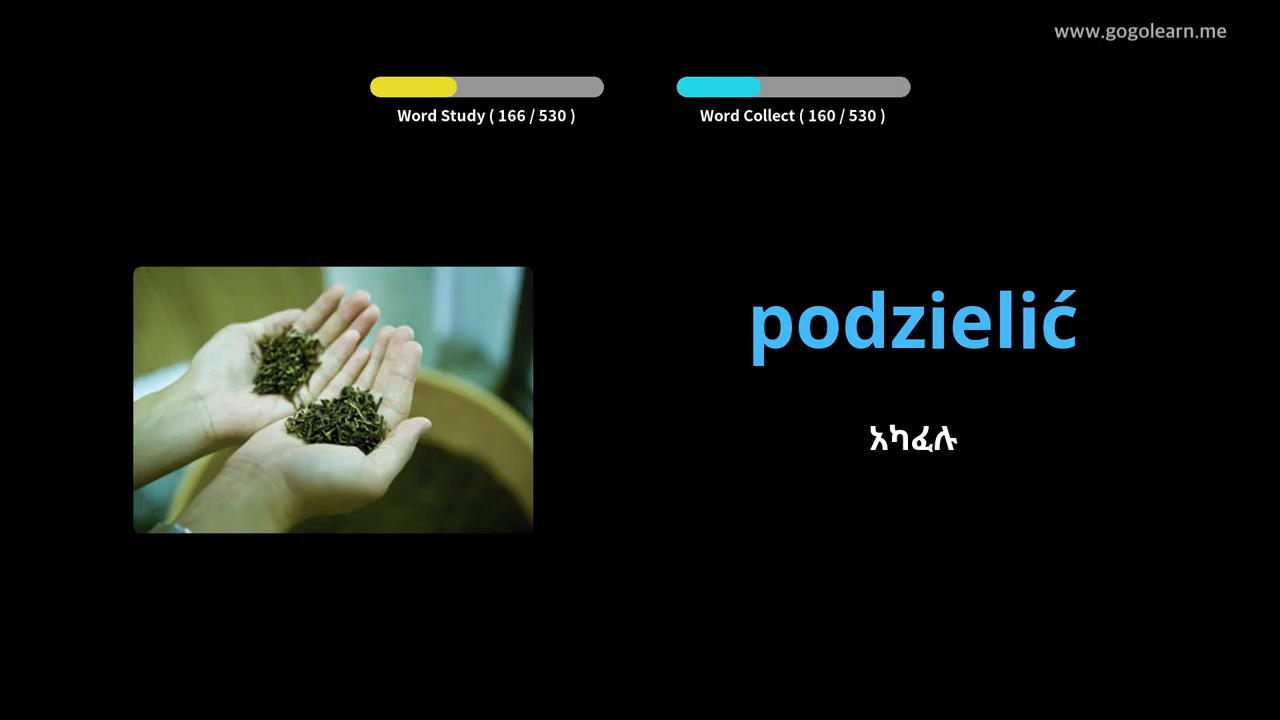 www.gogolearn.me
Word Study ( 166 / 530 )
Word Collect ( 160 / 530 )
podzielić
አካፈሉ